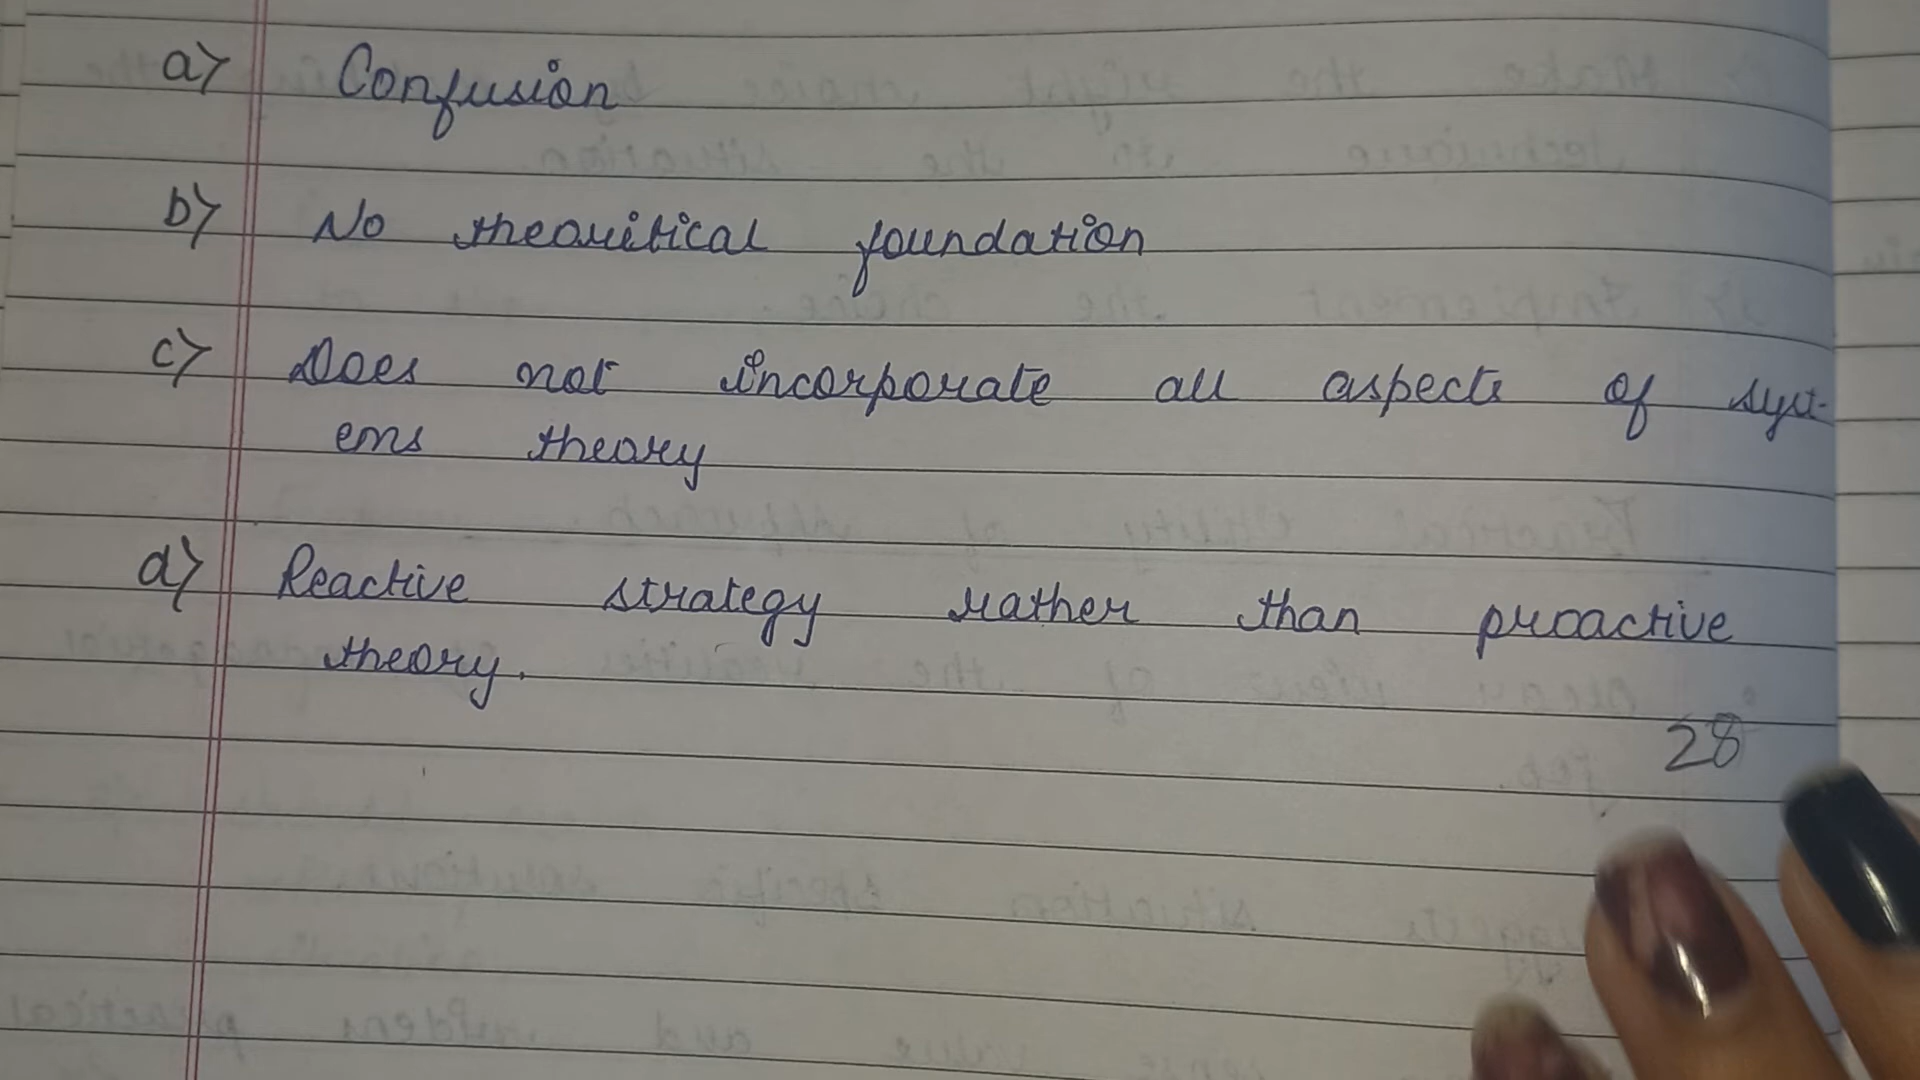 a) Confusion
b) No theoritical foundation
c) Does not incorporate all aspects of syst-
ems theory
d) Reactive strategy rather than proactive
theory.
28